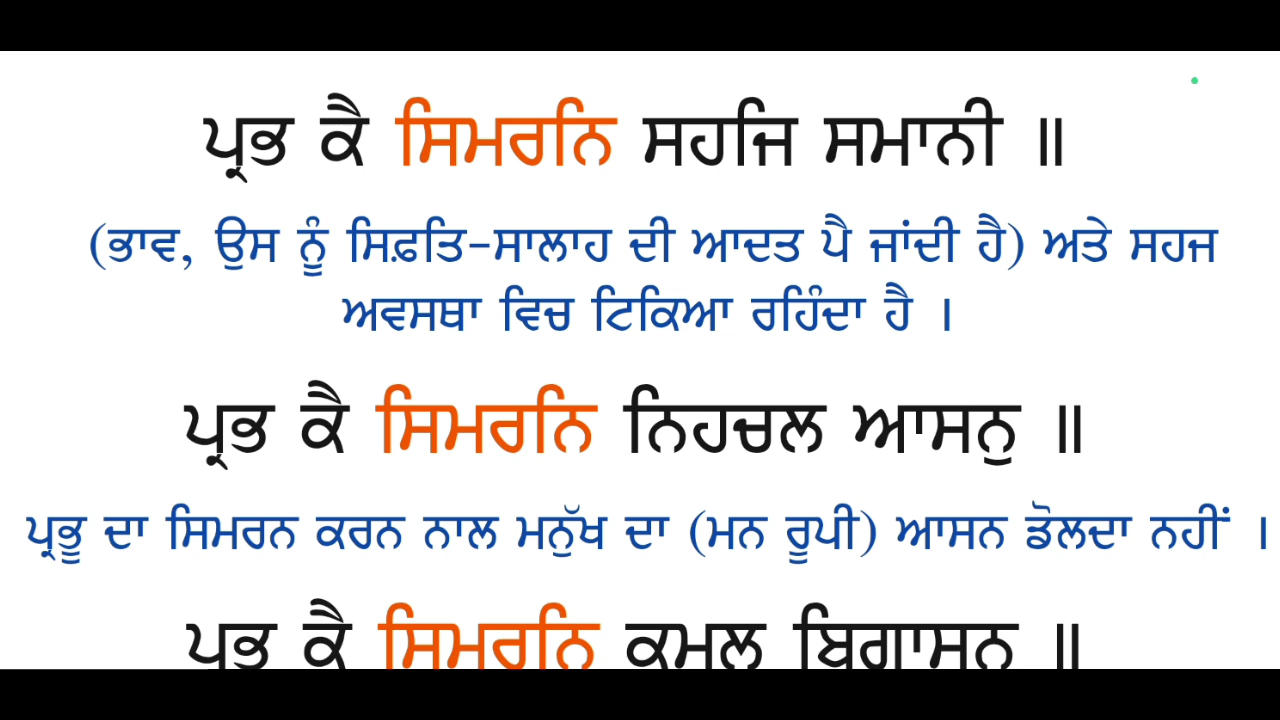 ਪ੍ਰਭ ਕੈ ਸਿਮਰਨਿ ਸਹਜਿ ਸਮਾਨੀ ॥
(ਭਾਵ, ਉਸ ਨੂੰ ਸਿਫ਼ਤਿ-ਸਾਲਾਹ ਦੀ ਆਦਤ ਪੈ ਜਾਂਦੀ ਹੈ) ਅਤੇ ਸਹਜ
ਅਵਸਥਾ ਵਿਚ ਟਿਕਿਆ ਰਹਿੰਦਾ ਹੈ ।
ਪ੍ਰਭ ਕੈ ਸਿਮਰਨਿ ਨਿਹਚਲ ਆਸਨੁ ॥
ਪ੍ਰਭੂ ਦਾ ਸਿਮਰਨ ਕਰਨ ਨਾਲ ਮਨੁੱਖ ਦਾ (ਮਨ ਰੂਪੀ) ਆਸਨ ਡੋਲਦਾ ਨਹੀਂ ।
ਪ੍ਰਭ ਕੈ ਸਿਮਰਨਿ ਕਮਲ ਬਿਗਾਸਨ ॥